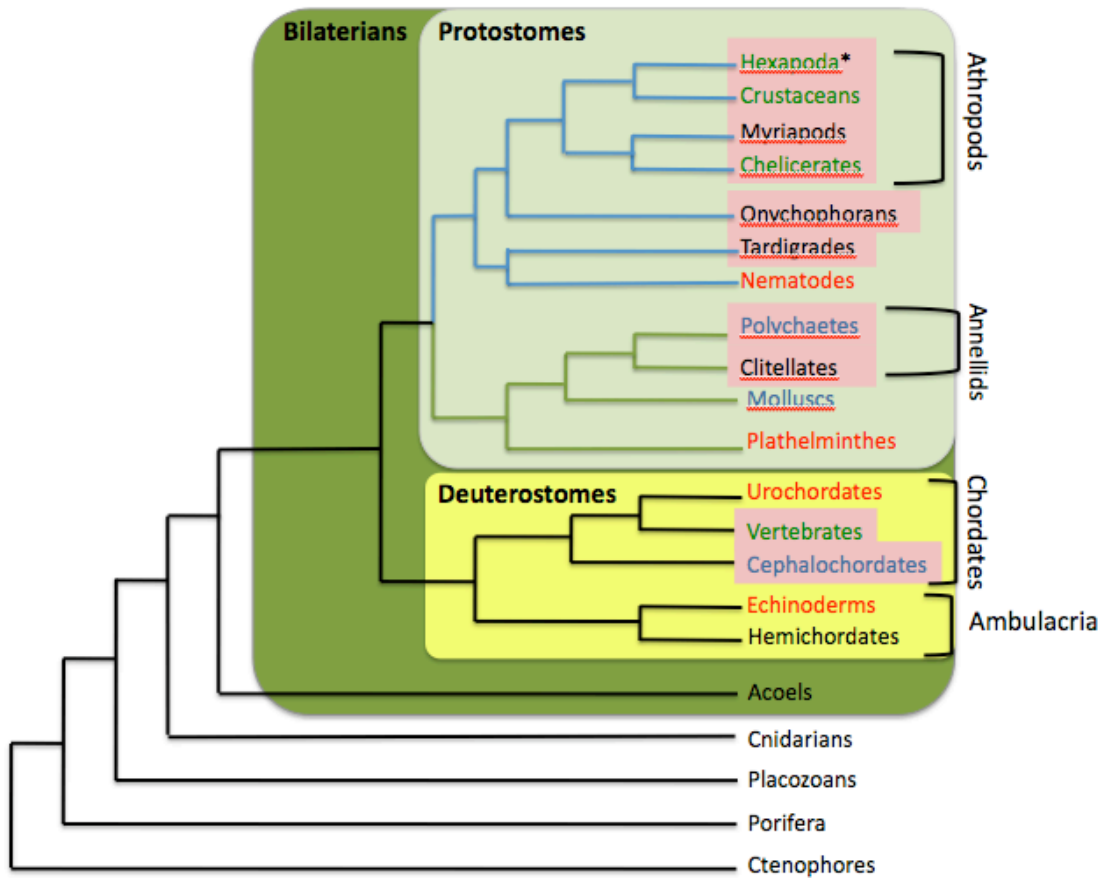 Bilaterians
Protostomes
Hexapoda*
Crustaceans
Myriapods
Chelicerates
Athropods
Onychophorans
Tardigrades
Nematodes
Polychaetes
Clitellates
Annellids
Molluscs
Plathelminthes
Deuterostomes
Urochordates
Vertebrates
Cephalochordates
Chordates
Echinoderms
Hemichordates
Ambulacria
Acoels
Cnidarians
Placozoans
Porifera
Ctenophores